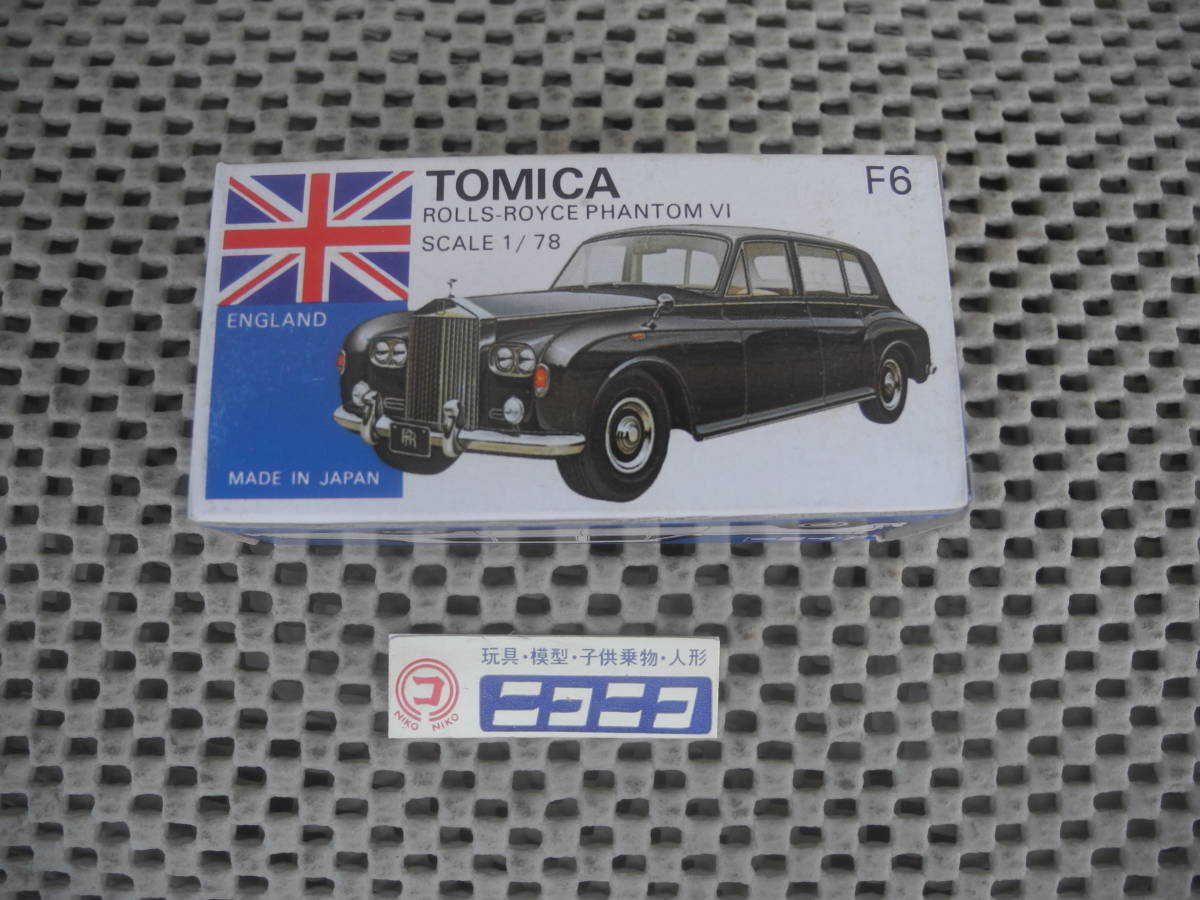 TOMICA
F6
ROLLS-ROYCE PHANTOM VI
SCALE 1/78
ENGLAND
RR
MADE IN JAPAN
玩具・模型・子供乗物・人形
コ
NIKO NIKO
ニコニコ